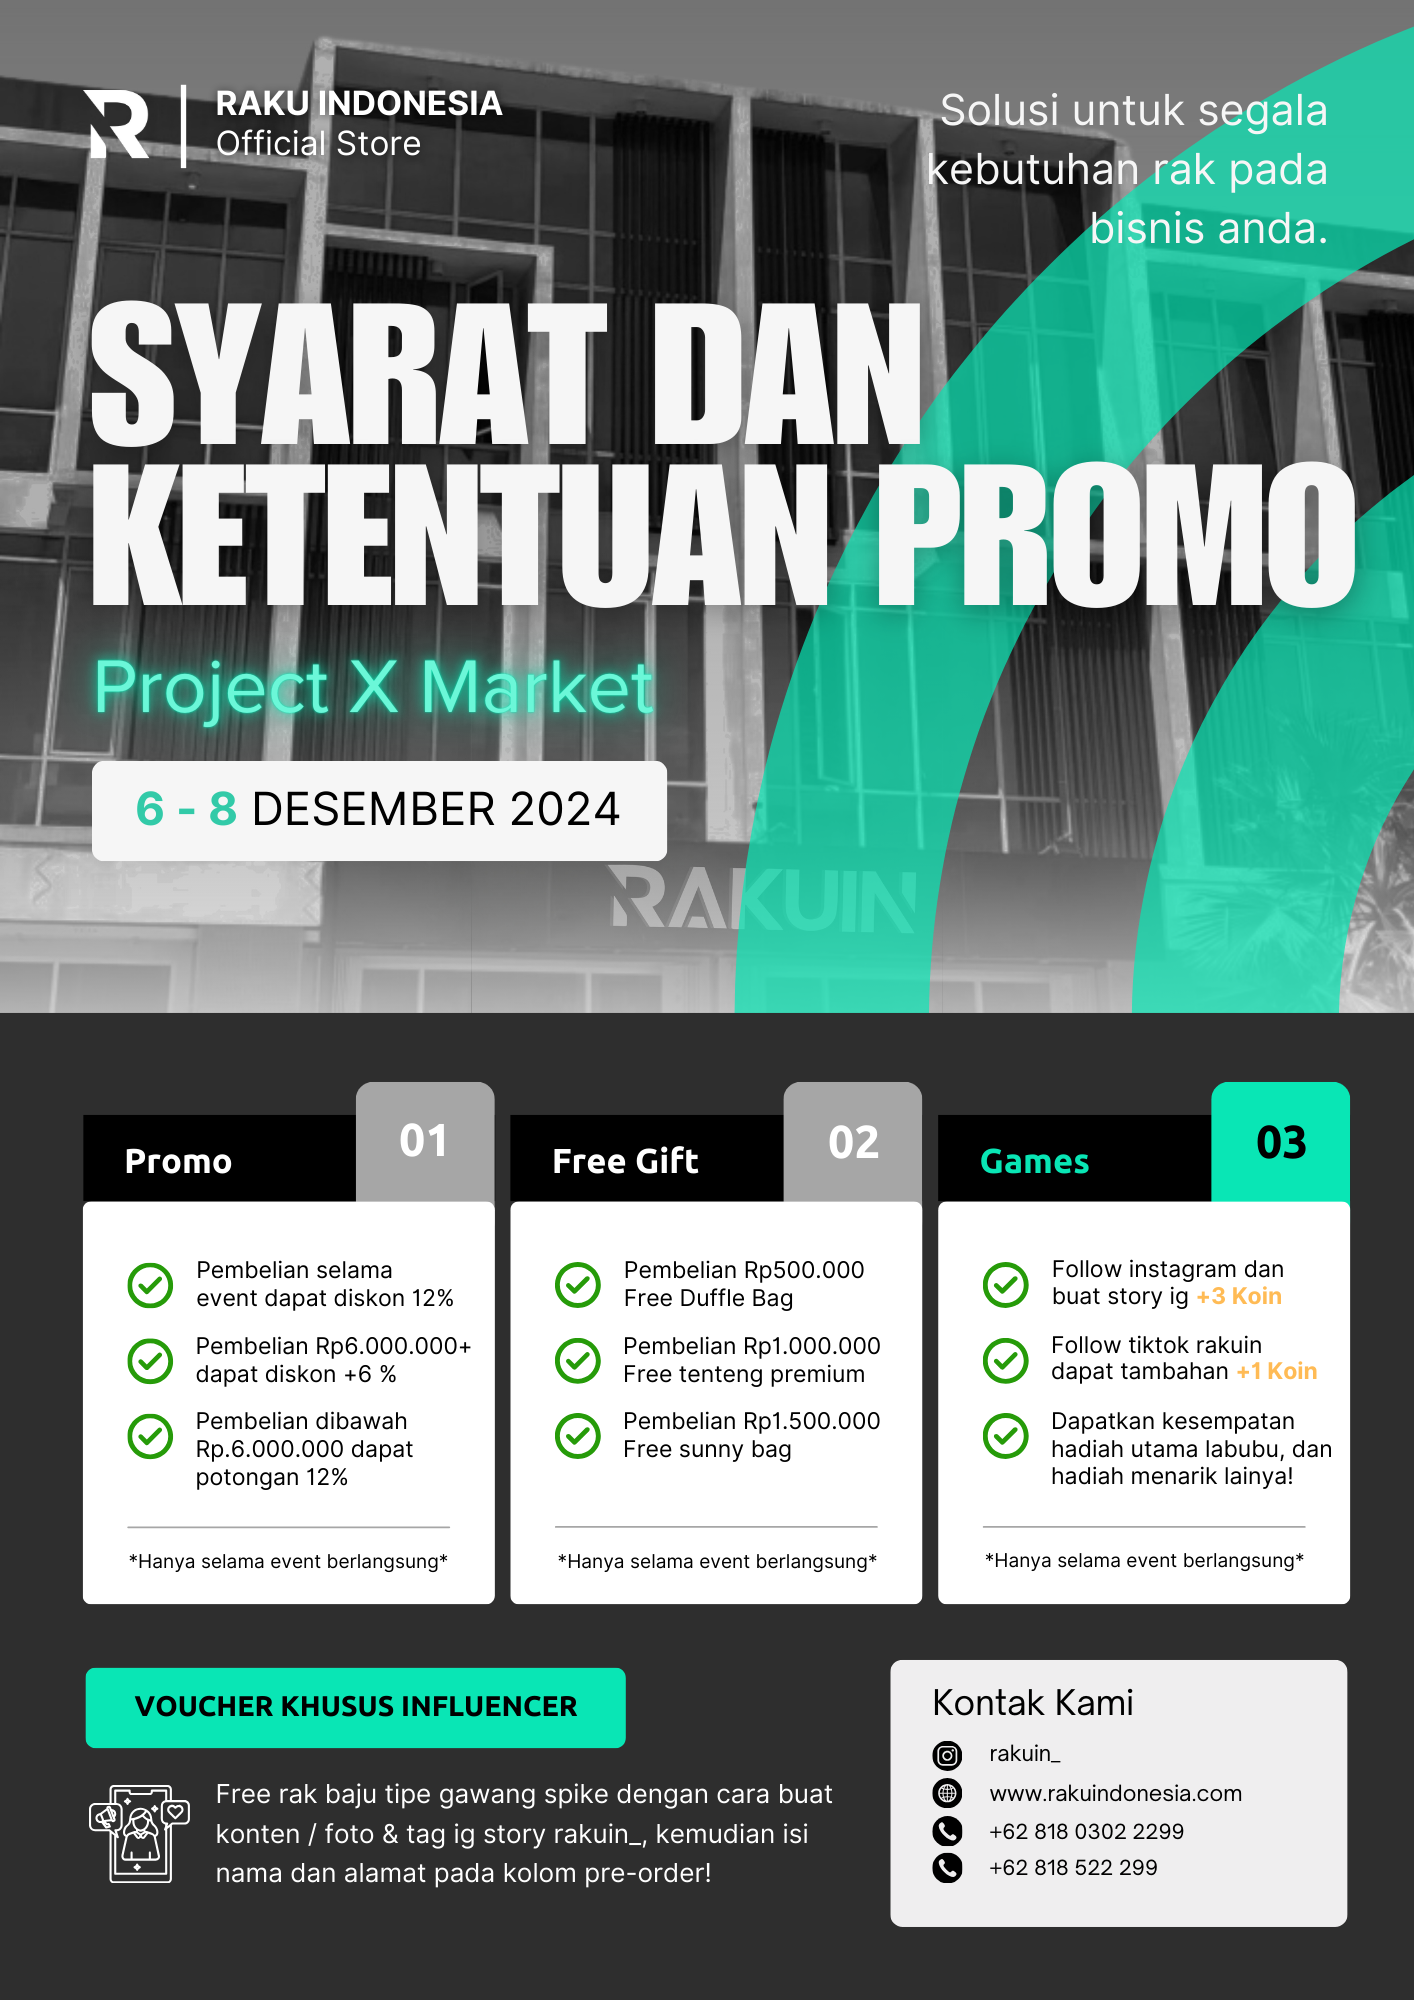 RAKU INDONESIA
Official Store
Solusi untuk segala
kebutuhan rak pada
bisnis anda.
SYARAT DAN
KETENTUAN PROMO
Project X Market
6 - 8 DESEMBER 2024
RAKUIN
Promo
01
Pembelian selama
event dapat diskon 12%
Pembelian Rp6.000.000+
dapat diskon +6 %
Pembelian dibawah
Rp.6.000.000 dapat
potongan 12%
*Hanya selama event berlangsung*
Free Gift
02
Pembelian Rp500.000
Free Duffle Bag
Pembelian Rp1.000.000
Free tenteng premium
Pembelian Rp1.500.000
Free sunny bag
*Hanya selama event berlangsung*
Games
03
Follow instagram dan
buat story ig +3 Koin
Follow tiktok rakuin
dapat tambahan +1 Koin
Dapatkan kesempatan
hadiah utama labubu, dan
hadiah menarik lainya!
*Hanya selama event berlangsung*
VOUCHER KHUSUS INFLUENCER
Free rak baju tipe gawang spike dengan cara buat
konten / foto & tag ig story rakuin_, kemudian isi
nama dan alamat pada kolom pre-order!
Kontak Kami
rakuin_
www.rakuindonesia.com
+62 818 0302 2299
+62 818 522 299